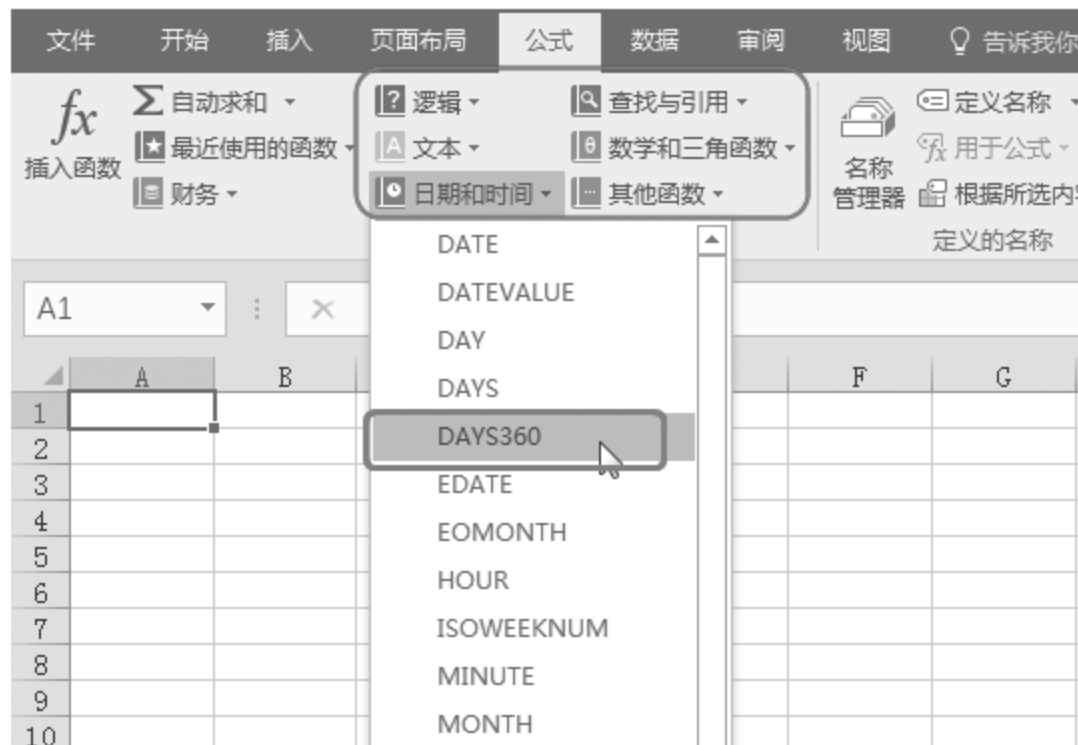 文件 开始 插入 页面布局 公式 数据 审阅 视图 告诉我你
fx 插入函数
Σ 自动求和
最近使用的函数
财务
逻辑
文本
日期和时间
查找与引用
数学和三角函数
其他函数
名称
管理器
定义名称
用于公式
根据所选内
定义的名称
A1
DATE
DATEVALUE
DAY
DAYS
DAYS360
EDATE
EOMONTH
HOUR
ISOWEEKNUM
MINUTE
MONTH
A B F G
1
2
3
4
5
6
7
8
9
10